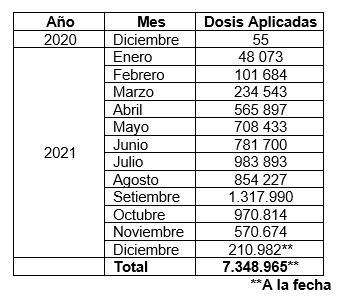 Año Mes Dosis Aplicadas
2020 Diciembre 55
2021 Enero 48 073
Febrero 101 684
Marzo 234 543
Abril 565 897
Mayo 708 433
Junio 781 700
Julio 983 893
Agosto 854 227
Setiembre 1.317.990
Octubre 970.814
Noviembre 570.674
Diciembre 210.982**
Total 7.348.965**
**A la fecha